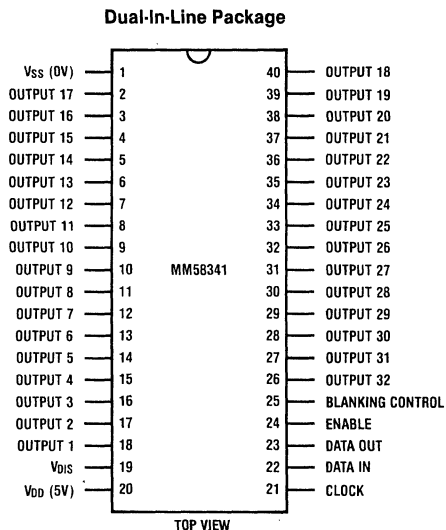 Dual-In-Line Package
VSS (0V) 1 40 OUTPUT 18
OUTPUT 17 2 39 OUTPUT 19
OUTPUT 16 3 38 OUTPUT 20
OUTPUT 15 4 37 OUTPUT 21
OUTPUT 14 5 36 OUTPUT 22
OUTPUT 13 6 35 OUTPUT 23
OUTPUT 12 7 34 OUTPUT 24
OUTPUT 11 8 33 OUTPUT 25
OUTPUT 10 9 32 OUTPUT 26
OUTPUT 9 10 MM58341 31 OUTPUT 27
OUTPUT 8 11 30 OUTPUT 28
OUTPUT 7 12 29 OUTPUT 29
OUTPUT 6 13 28 OUTPUT 30
OUTPUT 5 14 27 OUTPUT 31
OUTPUT 4 15 26 OUTPUT 32
OUTPUT 3 16 25 BLANKING CONTROL
OUTPUT 2 17 24 ENABLE
OUTPUT 1 18 23 DATA OUT
VDIS 19 22 DATA IN
VDD (5V) 20 21 CLOCK
TOP VIEW